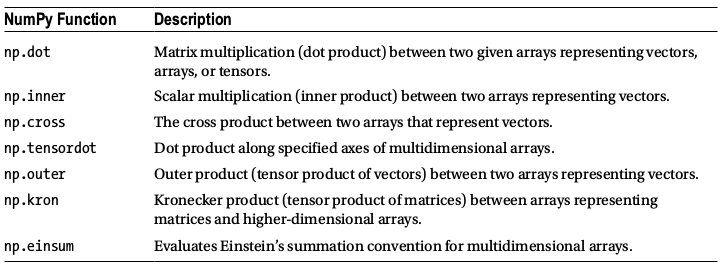 NumPy Function Description
np.dot Matrix multiplication (dot product) between two given arrays representing vectors,
arrays, or tensors.
np.inner Scalar multiplication (inner product) between two arrays representing vectors.
np.cross The cross product between two arrays that represent vectors.
np.tensordot Dot product along specified axes of multidimensional arrays.
np.outer Outer product (tensor product of vectors) between two arrays representing vectors.
np.kron Kronecker product (tensor product of matrices) between arrays representing
matrices and higher-dimensional arrays.
np.einsum Evaluates Einstein’s summation convention for multidimensional arrays.